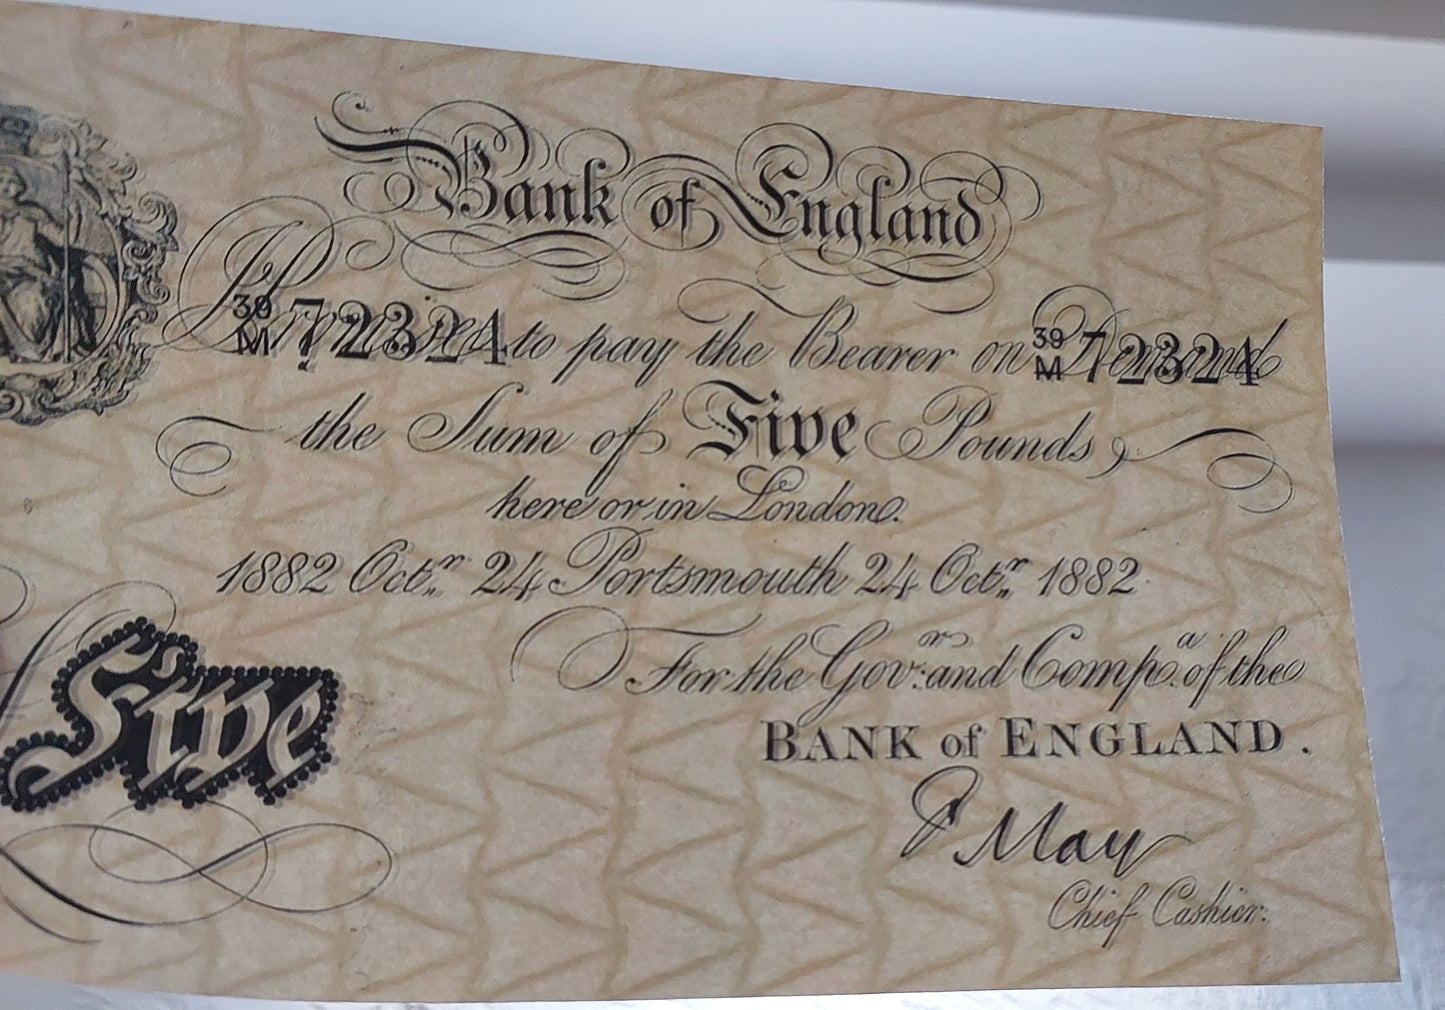 Bank of England
I Promise to pay the Bearer on Demand
39
M 72324
39
M 72324
the Sum of Five Pounds
here or in London.
1882 Octr. 24 Portsmouth 24 Octr. 1882
For the Govr: and Compa. of the
BANK of ENGLAND.
Five
F May
Chief Cashier.